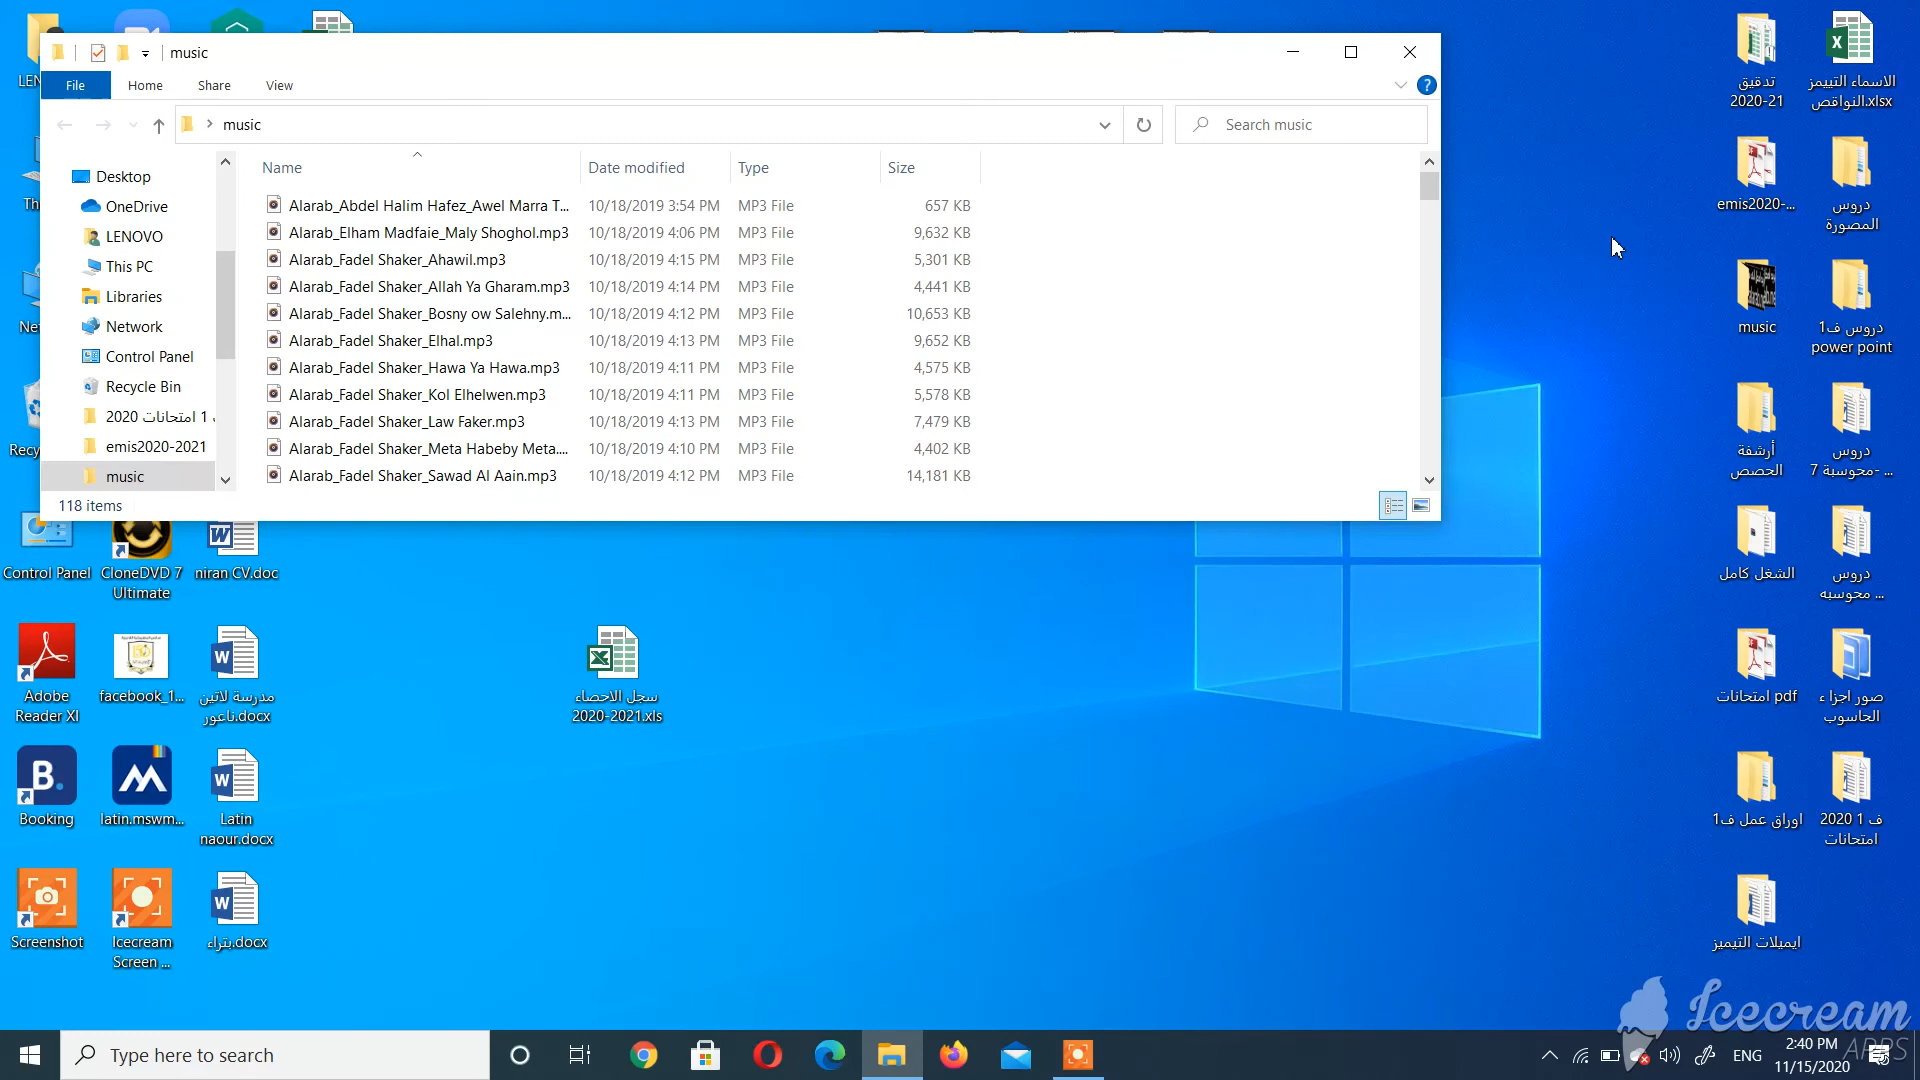 music
File
Home
Share
View
music
Search music
Name
Date modified
Type
Size
Desktop
OneDrive
LENOVO
This PC
Libraries
Network
Control Panel
Recycle Bin
امتحانات 2020 1
emis2020-2021
music
Alarab_Abdel Halim Hafez_Awel Marra T... 10/18/2019 3:54 PM MP3 File 657 KB
Alarab_Elham Madfaie_Maly Shoghol.mp3 10/18/2019 4:06 PM MP3 File 9,632 KB
Alarab_Fadel Shaker_Ahawil.mp3 10/18/2019 4:15 PM MP3 File 5,301 KB
Alarab_Fadel Shaker_Allah Ya Gharam.mp3 10/18/2019 4:14 PM MP3 File 4,441 KB
Alarab_Fadel Shaker_Bosny ow Salehny.m... 10/18/2019 4:12 PM MP3 File 10,653 KB
Alarab_Fadel Shaker_Elhal.mp3 10/18/2019 4:13 PM MP3 File 9,652 KB
Alarab_Fadel Shaker_Hawa Ya Hawa.mp3 10/18/2019 4:11 PM MP3 File 4,575 KB
Alarab_Fadel Shaker_Kol Elhelwen.mp3 10/18/2019 4:11 PM MP3 File 5,578 KB
Alarab_Fadel Shaker_Law Faker.mp3 10/18/2019 4:13 PM MP3 File 7,479 KB
Alarab_Fadel Shaker_Meta Habeby Meta.... 10/18/2019 4:10 PM MP3 File 4,402 KB
Alarab_Fadel Shaker_Sawad Al Aain.mp3 10/18/2019 4:12 PM MP3 File 14,181 KB
118 items
Control Panel
CloneDVD 7
Ultimate
niran CV.doc
Adobe
Reader XI
facebook_1...
مدرسة لاتين
ناعور.docx
سجل الاحصاء
2020-2021.xls
Booking
latin.mswm...
Latin
naour.docx
Screenshot
Icecream
Screen ...
بتراء.docx
تدقيق
2020-21
الاسماء التييمز
النواقص.xlsx
emis2020-...
دروس
المصورة
music
دروس ف1
power point
أرشفة
الحصص
دروس
محوسبة 7- ...
الشغل كامل
دروس
محوسبه ...
امتحانات pdf
صور اجزا ء
الحاسوب
اوراق عمل ف1
ف 1 2020
امتحانات
ايميلات التيميز
Icecream
APPS
Type here to search
ENG
2:40 PM
11/15/2020